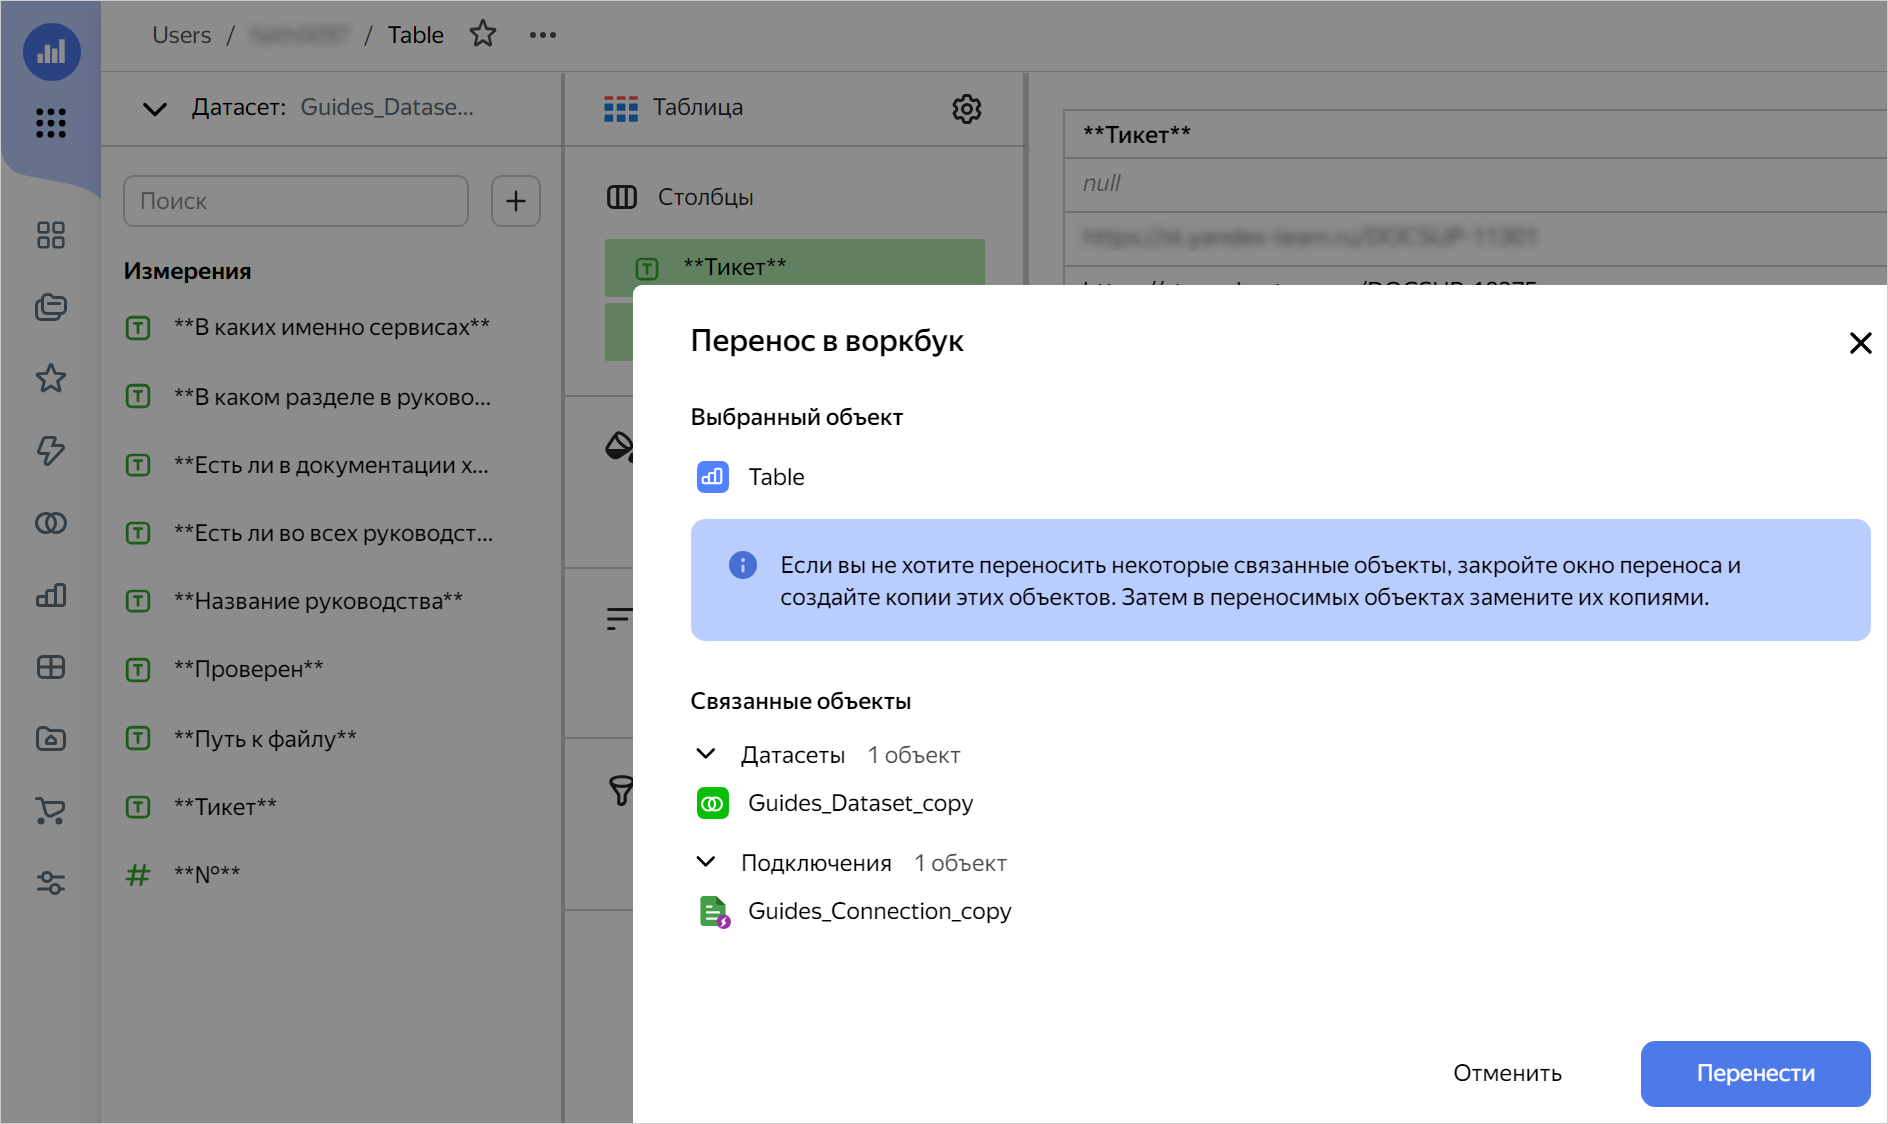 Users / / Table
Датасет: Guides_Datase...
Таблица
**Тикет**
null
Поиск
Столбцы
**Тикет**
Измерения
**В каких именно сервисах**
**В каком разделе в руково...
**Есть ли в документации х...
**Есть ли во всех руководст...
**Название руководства**
**Проверен**
**Путь к файлу**
**Тикет**
**№**
Перенос в воркбук
Выбранный объект
Table
Если вы не хотите переносить некоторые связанные объекты, закройте окно переноса и
создайте копии этих объектов. Затем в переносимых объектах замените их копиями.
Связанные объекты
Датасеты 1 объект
Guides_Dataset_copy
Подключения 1 объект
Guides_Connection_copy
Отменить
Перенести